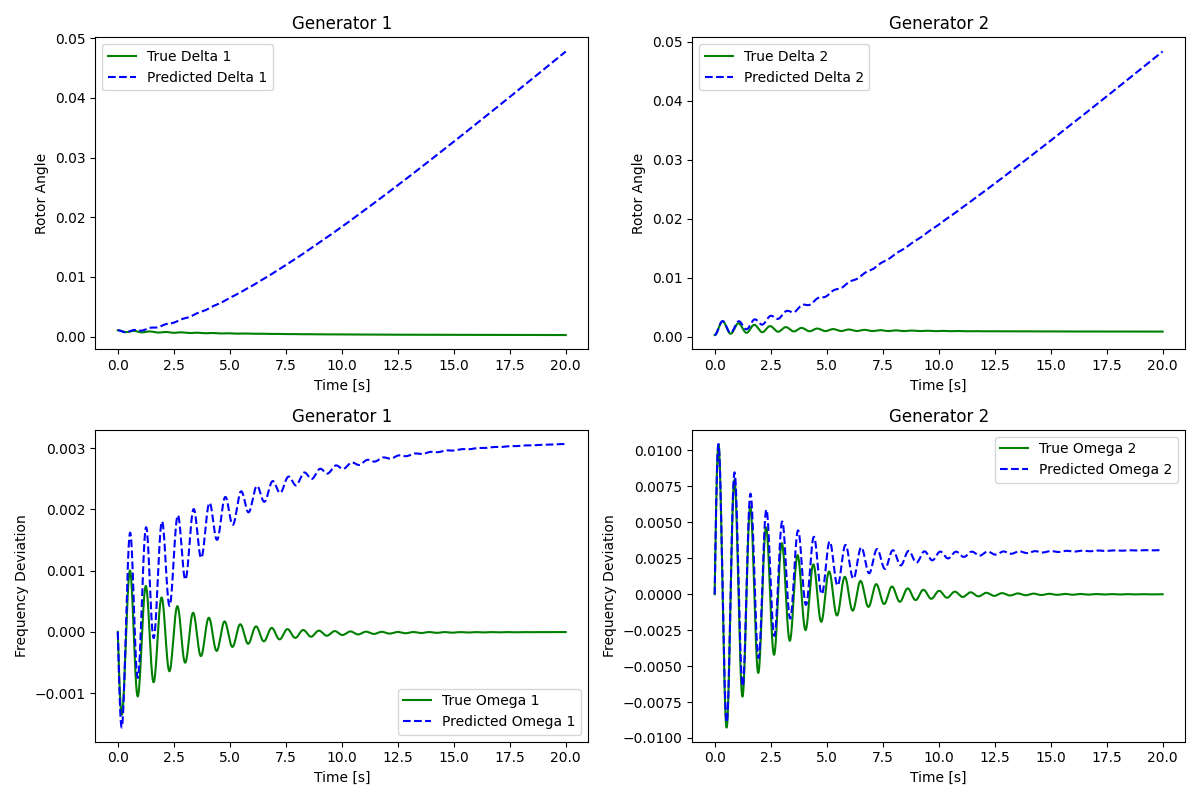 Generator 1
True Delta 1
Predicted Delta 1
Rotor Angle
0.05
0.04
0.03
0.02
0.01
0.00
0.0 2.5 5.0 7.5 10.0 12.5 15.0 17.5 20.0
Time [s]
Generator 2
True Delta 2
Predicted Delta 2
Rotor Angle
0.05
0.04
0.03
0.02
0.01
0.00
0.0 2.5 5.0 7.5 10.0 12.5 15.0 17.5 20.0
Time [s]
Generator 1
Frequency Deviation
0.003
0.002
0.001
0.000
−0.001
True Omega 1
Predicted Omega 1
0.0 2.5 5.0 7.5 10.0 12.5 15.0 17.5 20.0
Time [s]
Generator 2
True Omega 2
Predicted Omega 2
Frequency Deviation
0.0100
0.0075
0.0050
0.0025
0.0000
−0.0025
−0.0050
−0.0075
−0.0100
0.0 2.5 5.0 7.5 10.0 12.5 15.0 17.5 20.0
Time [s]